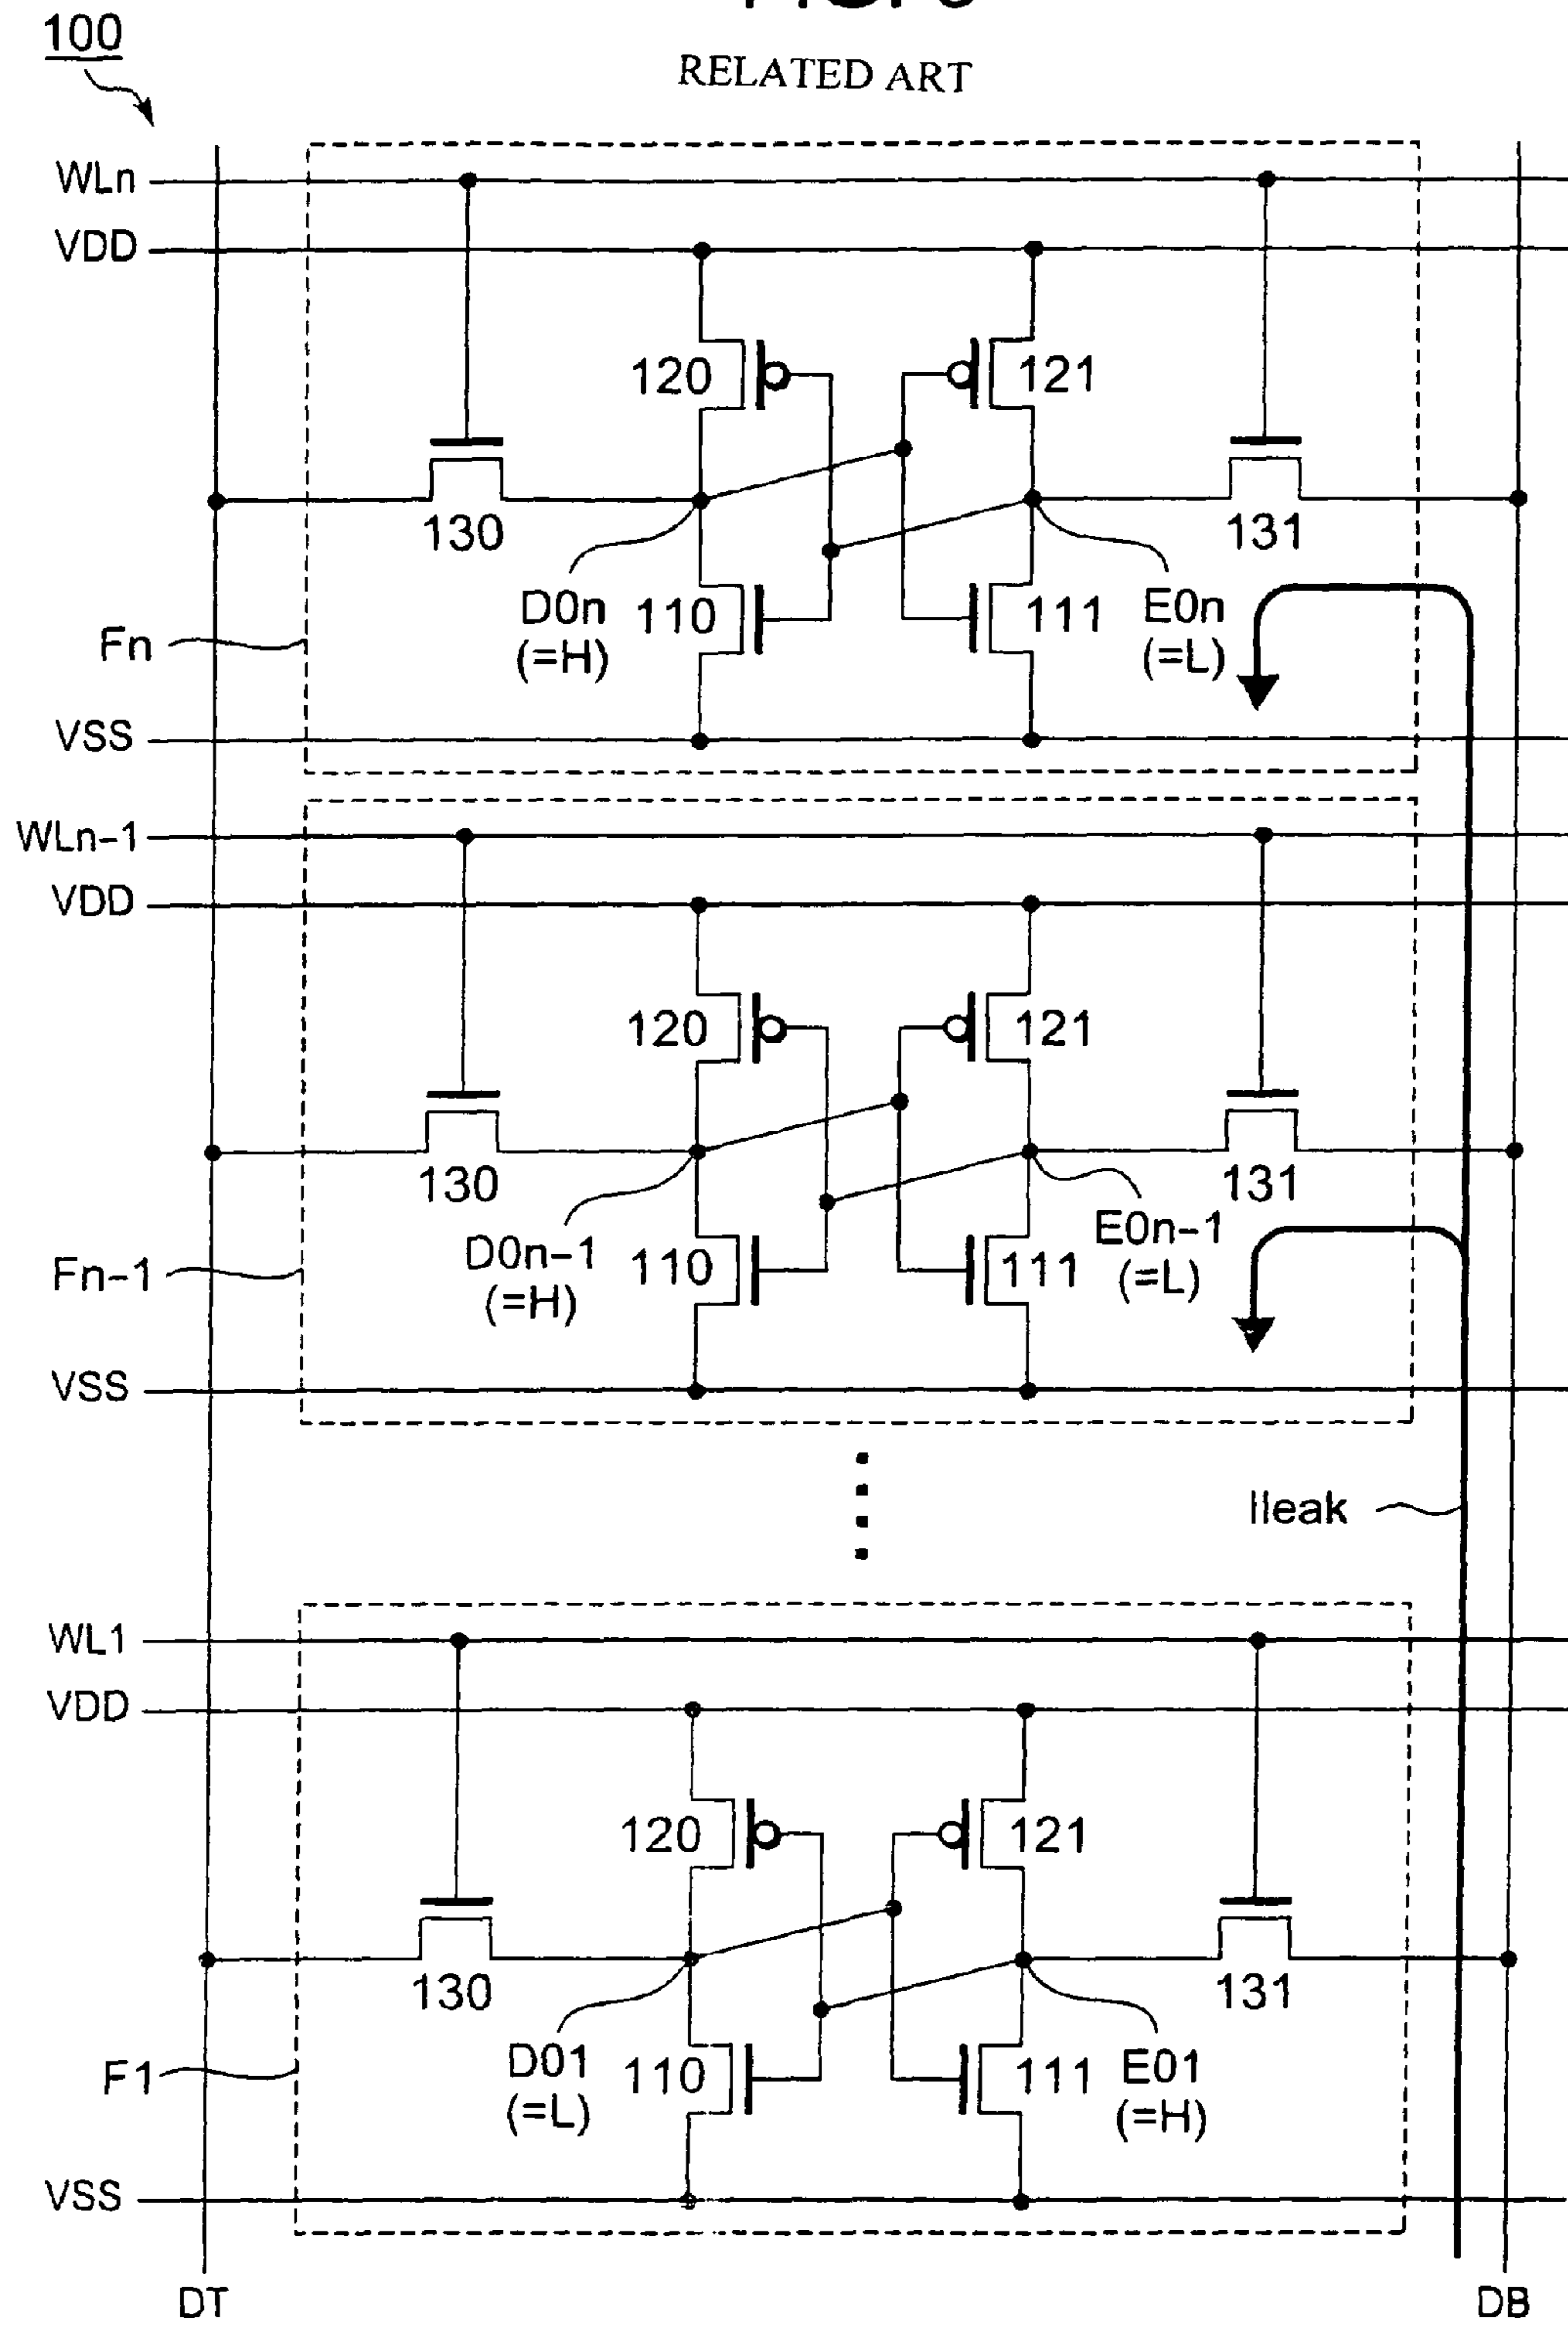 100
RELATED ART
WLn
VDD
120
121
130
131
D0n
(=H)
110
111
E0n
(=L)
Fn
VSS
WLn-1
VDD
120
121
130
131
D0n-1
(=H)
110
111
E0n-1
(=L)
Fn-1
VSS
Ileak
WL1
VDD
120
121
130
131
D01
(=L)
110
111
E01
(=H)
F1
VSS
DT
DB